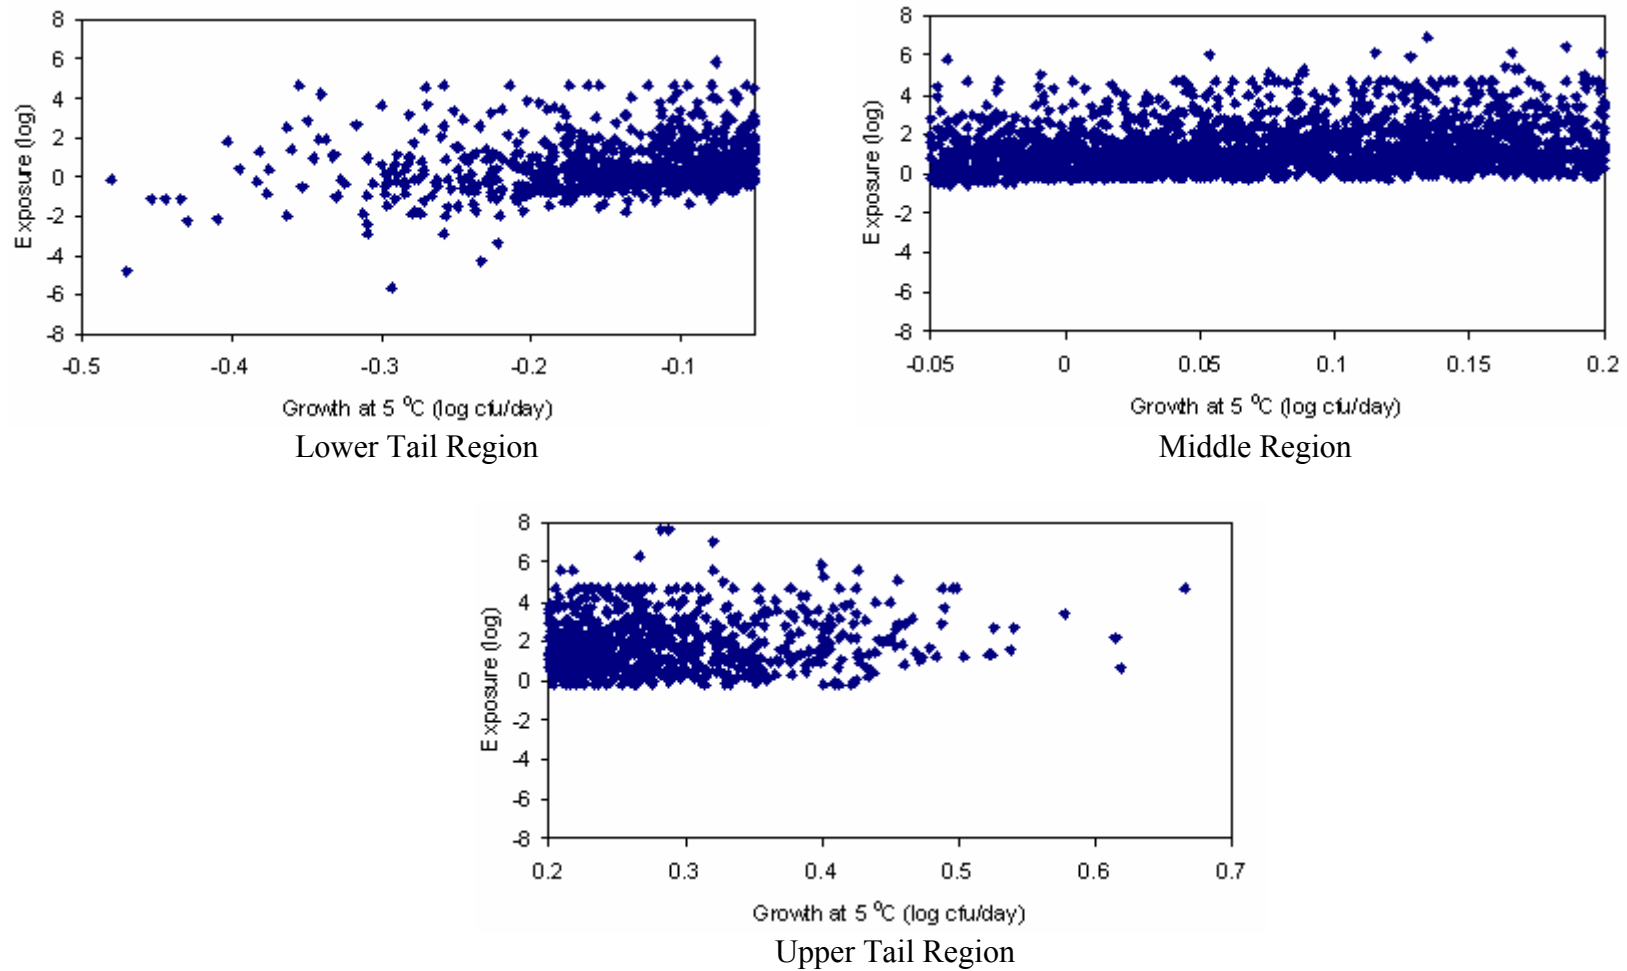 8
6
4
2
0
-2
-4
-6
-8
Exposure (log)
-0.5 -0.4 -0.3 -0.2 -0.1
Growth at 5 ⁰C (log cfu/day)
Lower Tail Region
8
6
4
2
0
-2
-4
-6
-8
Exposure (log)
-0.05 0 0.05 0.1 0.15 0.2
Growth at 5 ⁰C (log cfu/day)
Middle Region
8
6
4
2
0
-2
-4
-6
-8
Exposure (log)
0.2 0.3 0.4 0.5 0.6 0.7
Growth at 5 ⁰C (log cfu/day)
Upper Tail Region